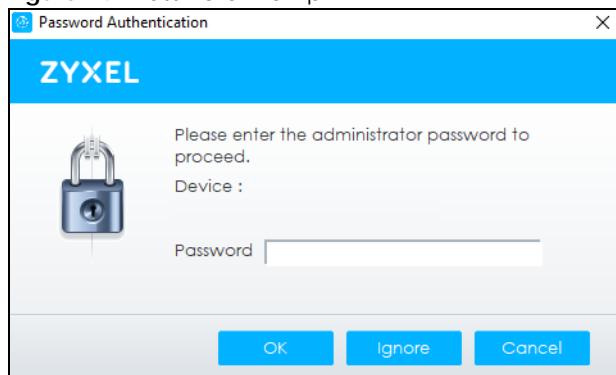 Password Authentication
ZYXEL
Please enter the administrator password to
proceed.
Device :
Password
OK Ignore Cancel